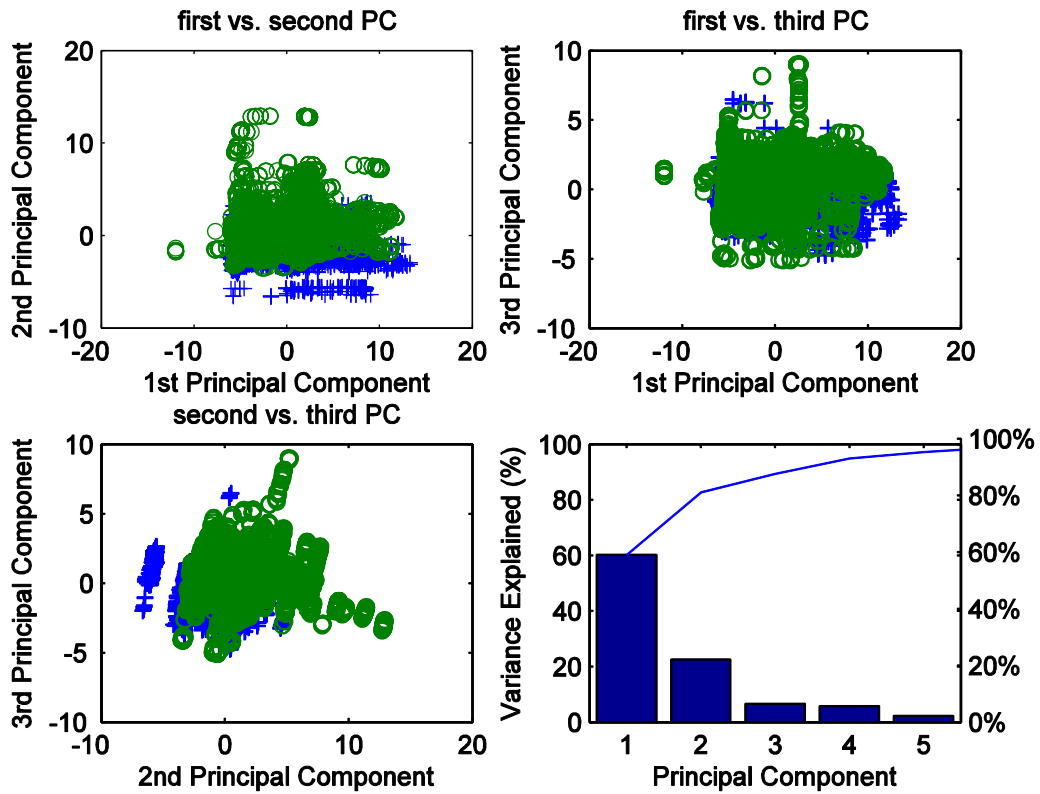 first vs. second PC
20
10
0
-10
-20 -10 0 10 20
2nd Principal Component
1st Principal Component
first vs. third PC
10
5
0
-5
-10
-20 -10 0 10 20
3rd Principal Component
1st Principal Component
second vs. third PC
10
5
0
-5
-10
-10 0 10 20
3rd Principal Component
2nd Principal Component
100
80
60
40
20
0
1 2 3 4 5
100%
80%
60%
40%
20%
0%
Variance Explained (%)
Principal Component